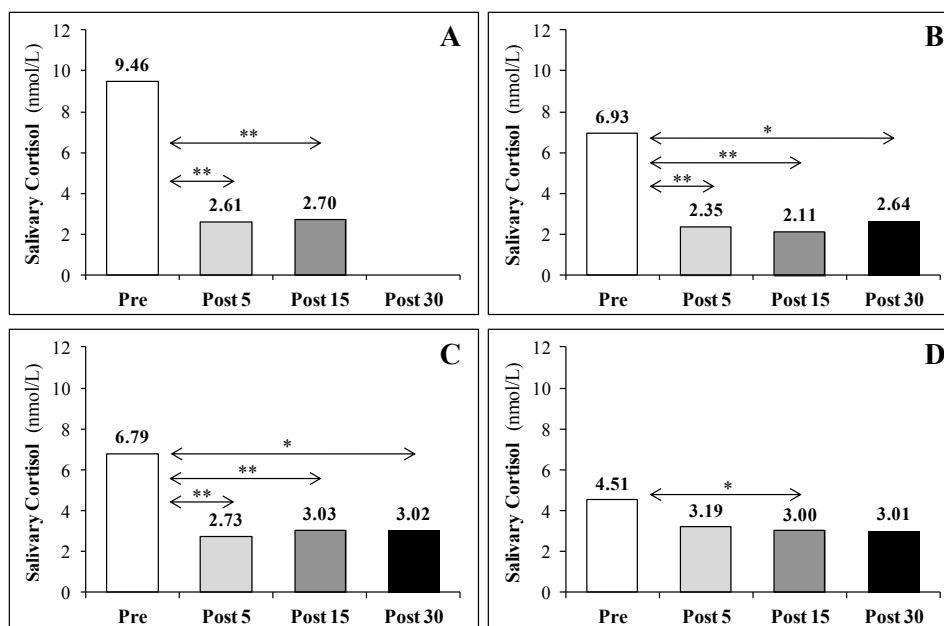 A
Salivary Cortisol (nmol/L)
12
10
8
6
4
2
0
9.46
**
**
2.61
2.70
Pre
Post 5
Post 15
Post 30
B
Salivary Cortisol (nmol/L)
12
10
8
6
4
2
0
6.93
*
**
**
2.35
2.11
2.64
Pre
Post 5
Post 15
Post 30
C
Salivary Cortisol (nmol/L)
12
10
8
6
4
2
0
6.79
*
**
**
2.73
3.03
3.02
Pre
Post 5
Post 15
Post 30
D
Salivary Cortisol (nmol/L)
12
10
8
6
4
2
0
4.51
*
3.19
3.00
3.01
Pre
Post 5
Post 15
Post 30